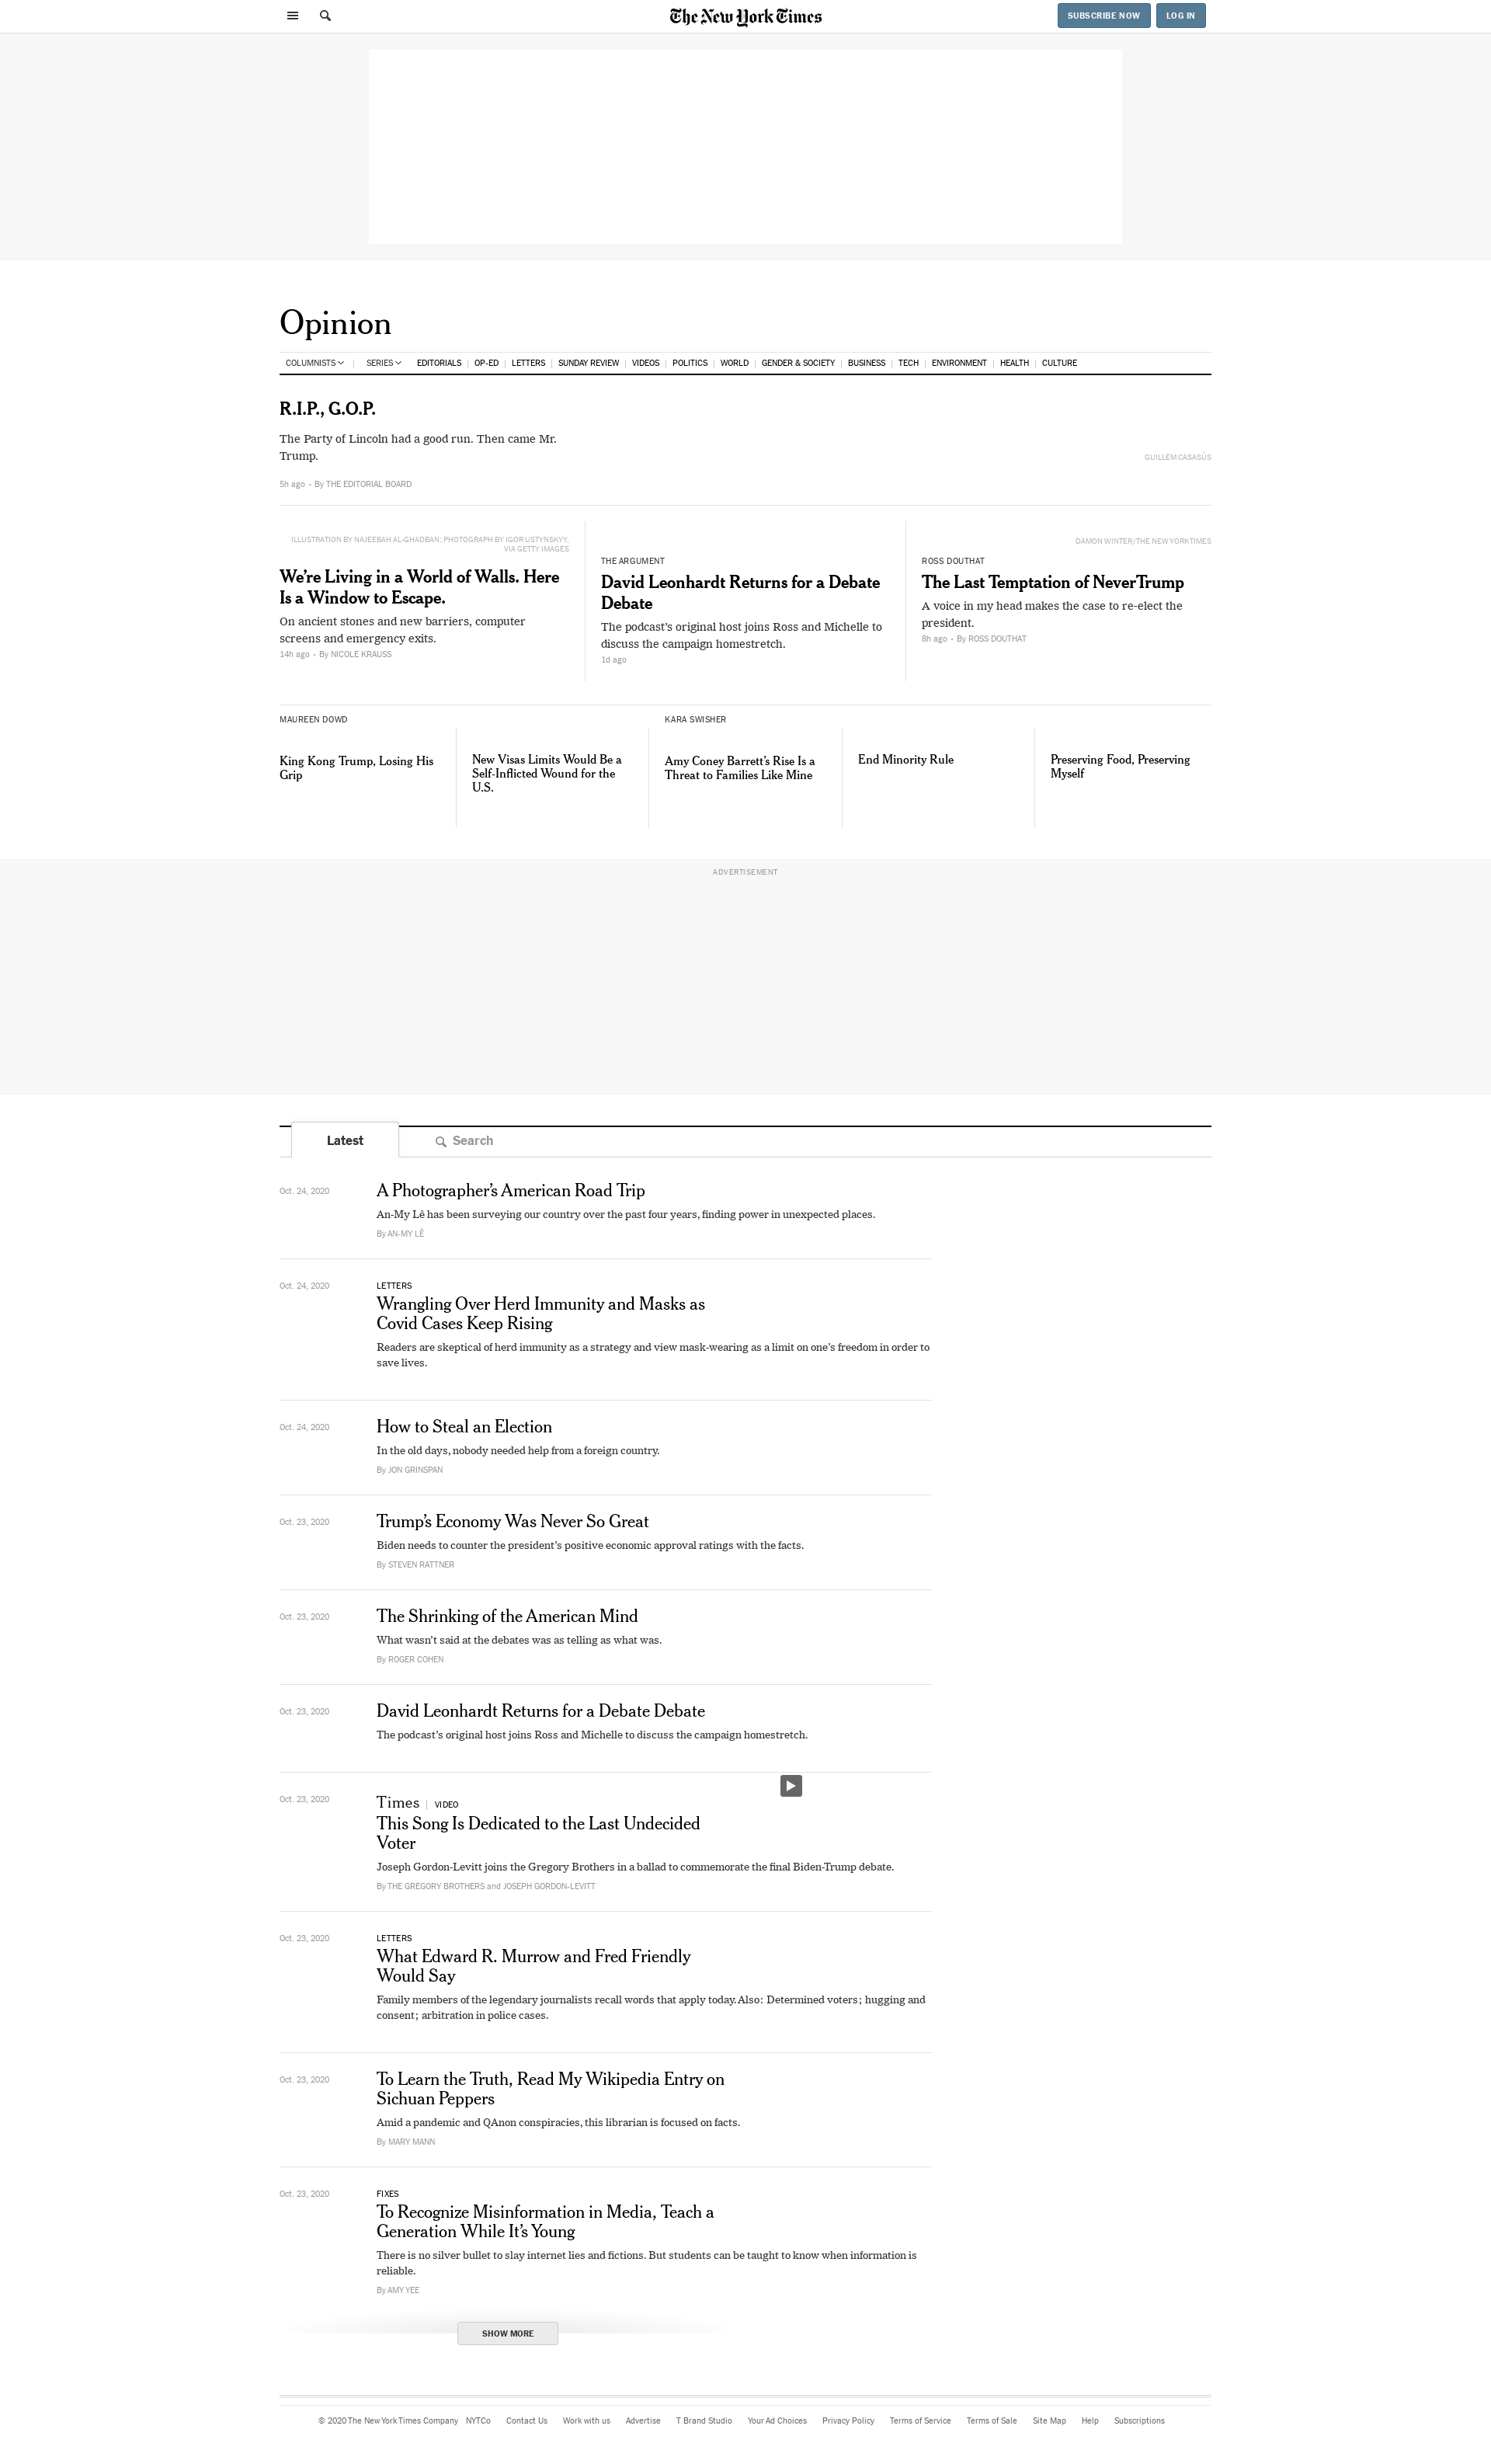 The New York Times
SUBSCRIBE NOW
LOG IN
Opinion
COLUMNISTS
SERIES
EDITORIALS
OP-ED
LETTERS
SUNDAY REVIEW
VIDEOS
POLITICS
WORLD
GENDER & SOCIETY
BUSINESS
TECH
ENVIRONMENT
HEALTH
CULTURE
R.I.P., G.O.P.
The Party of Lincoln had a good run. Then came Mr.
Trump.
5h ago • By THE EDITORIAL BOARD
GUILLEM CASASÚS
ILLUSTRATION BY NAJEEBAH AL-GHADBAN; PHOTOGRAPH BY IGOR USTYNSKYY,
VIA GETTY IMAGES
We’re Living in a World of Walls. Here
Is a Window to Escape.
On ancient stones and new barriers, computer
screens and emergency exits.
14h ago • By NICOLE KRAUSS
THE ARGUMENT
David Leonhardt Returns for a Debate
Debate
The podcast’s original host joins Ross and Michelle to
discuss the campaign homestretch.
1d ago
DAMON WINTER/THE NEW YORK TIMES
ROSS DOUTHAT
The Last Temptation of NeverTrump
A voice in my head makes the case to re-elect the
president.
8h ago • By ROSS DOUTHAT
MAUREEN DOWD
King Kong Trump, Losing His
Grip
New Visas Limits Would Be a
Self-Inflicted Wound for the
U.S.
KARA SWISHER
Amy Coney Barrett’s Rise Is a
Threat to Families Like Mine
End Minority Rule
Preserving Food, Preserving
Myself
ADVERTISEMENT
Latest
Search
Oct. 24, 2020
A Photographer’s American Road Trip
An-My Lê has been surveying our country over the past four years, finding power in unexpected places.
By AN-MY LÊ
Oct. 24, 2020
LETTERS
Wrangling Over Herd Immunity and Masks as
Covid Cases Keep Rising
Readers are skeptical of herd immunity as a strategy and view mask-wearing as a limit on one’s freedom in order to
save lives.
Oct. 24, 2020
How to Steal an Election
In the old days, nobody needed help from a foreign country.
By JON GRINSPAN
Oct. 23, 2020
Trump’s Economy Was Never So Great
Biden needs to counter the president’s positive economic approval ratings with the facts.
By STEVEN RATTNER
Oct. 23, 2020
The Shrinking of the American Mind
What wasn’t said at the debates was as telling as what was.
By ROGER COHEN
Oct. 23, 2020
David Leonhardt Returns for a Debate Debate
The podcast’s original host joins Ross and Michelle to discuss the campaign homestretch.
Oct. 23, 2020
Times | VIDEO
This Song Is Dedicated to the Last Undecided
Voter
Joseph Gordon-Levitt joins the Gregory Brothers in a ballad to commemorate the final Biden-Trump debate.
By THE GREGORY BROTHERS and JOSEPH GORDON-LEVITT
Oct. 23, 2020
LETTERS
What Edward R. Murrow and Fred Friendly
Would Say
Family members of the legendary journalists recall words that apply today. Also: Determined voters; hugging and
consent; arbitration in police cases.
Oct. 23, 2020
To Learn the Truth, Read My Wikipedia Entry on
Sichuan Peppers
Amid a pandemic and QAnon conspiracies, this librarian is focused on facts.
By MARY MANN
Oct. 23, 2020
FIXES
To Recognize Misinformation in Media, Teach a
Generation While It’s Young
There is no silver bullet to slay internet lies and fictions. But students can be taught to know when information is
reliable.
By AMY YEE
SHOW MORE
© 2020 The New York Times Company
NYTCo
Contact Us
Work with us
Advertise
T Brand Studio
Your Ad Choices
Privacy Policy
Terms of Service
Terms of Sale
Site Map
Help
Subscriptions